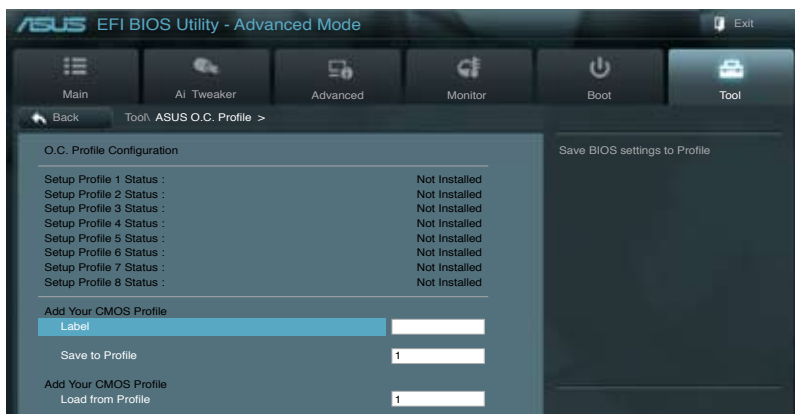 ASUS EFI BIOS Utility - Advanced Mode
Exit
Main
Ai Tweaker
Advanced
Monitor
Boot
Tool
Back
Tool\ ASUS O.C. Profile >
O.C. Profile Configuration
Save BIOS settings to Profile
Setup Profile 1 Status : Not Installed
Setup Profile 2 Status : Not Installed
Setup Profile 3 Status : Not Installed
Setup Profile 4 Status : Not Installed
Setup Profile 5 Status : Not Installed
Setup Profile 6 Status : Not Installed
Setup Profile 7 Status : Not Installed
Setup Profile 8 Status : Not Installed
Add Your CMOS Profile
Label
Save to Profile 1
Add Your CMOS Profile
Load from Profile 1